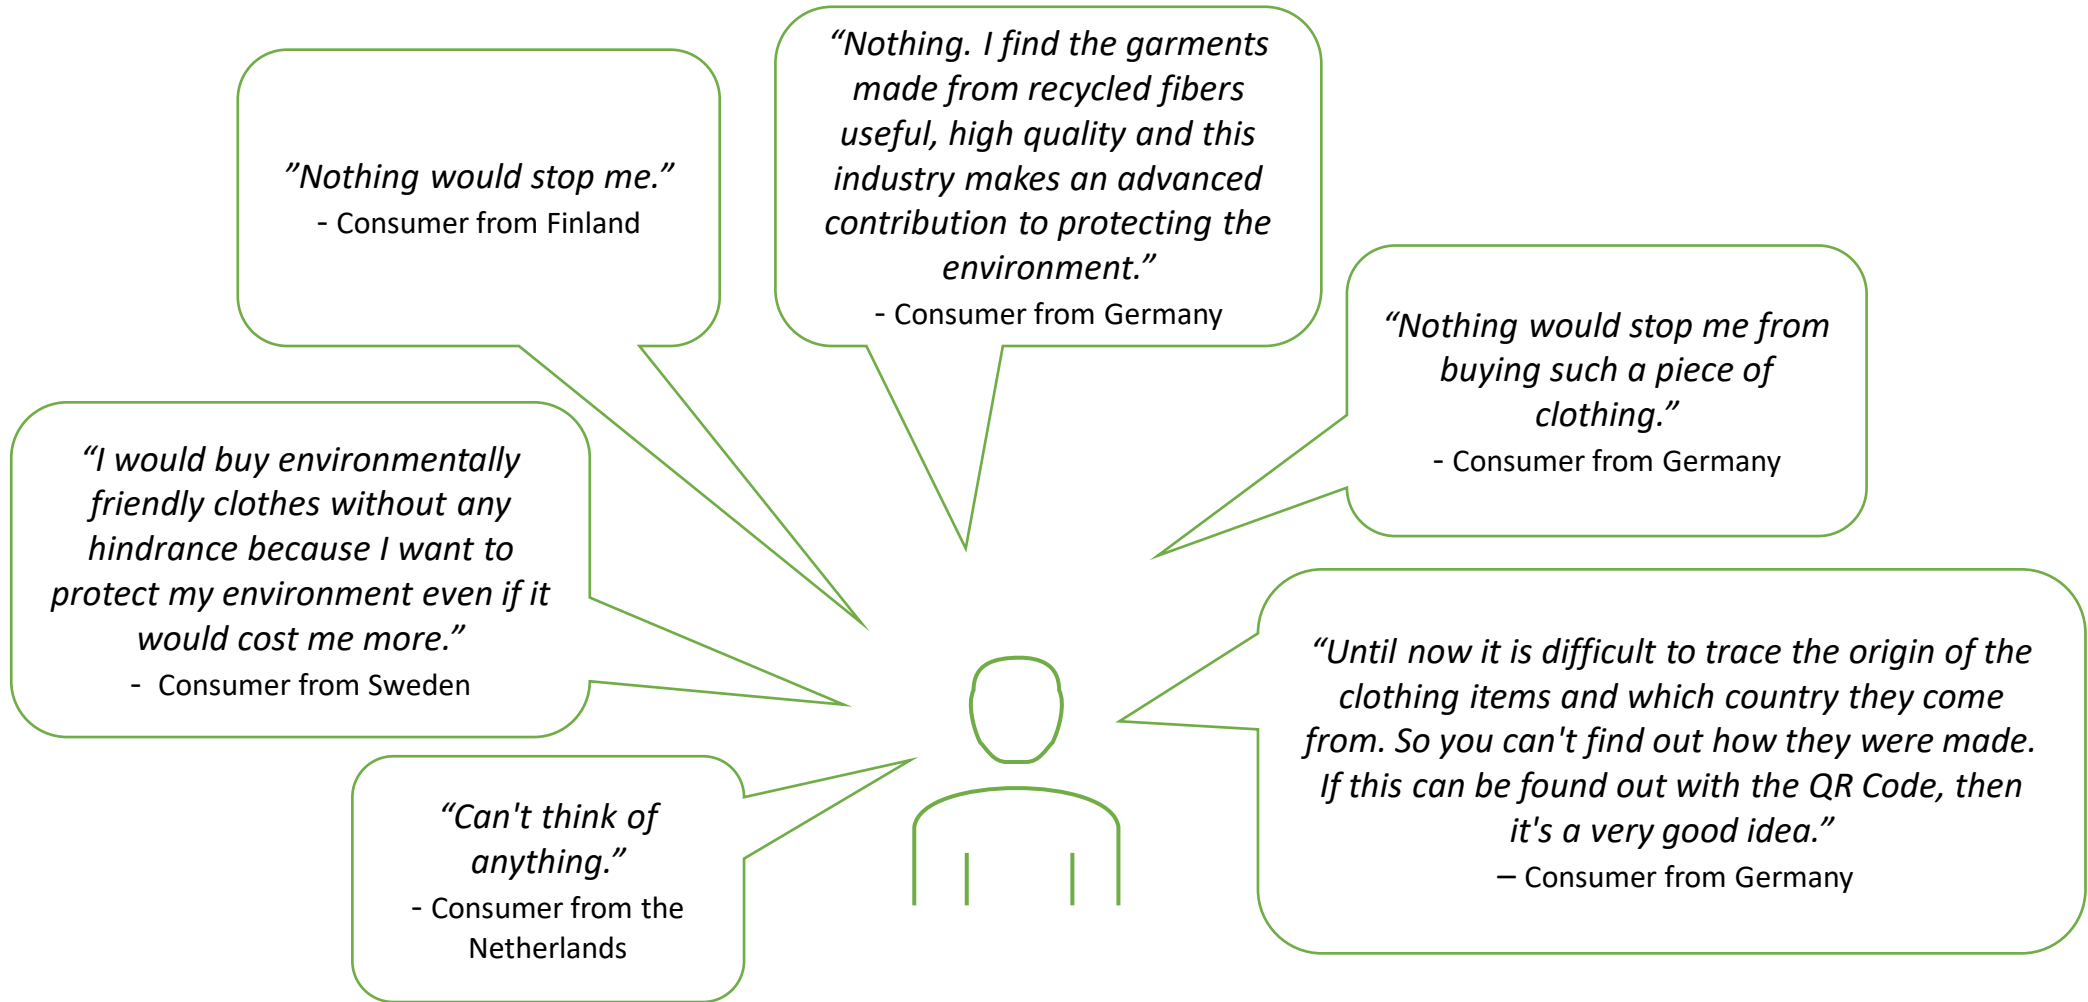 ”Nothing would stop me.”
- Consumer from Finland
“Nothing. I find the garments
made from recycled fibers
useful, high quality and this
industry makes an advanced
contribution to protecting the
environment.”
- Consumer from Germany
“Nothing would stop me from
buying such a piece of
clothing.”
- Consumer from Germany
“I would buy environmentally
friendly clothes without any
hindrance because I want to
protect my environment even if it
would cost me more.”
- Consumer from Sweden
“Until now it is difficult to trace the origin of the
clothing items and which country they come
from. So you can't find out how they were made.
If this can be found out with the QR Code, then
it's a very good idea.”
– Consumer from Germany
“Can't think of
anything.”
- Consumer from the
Netherlands